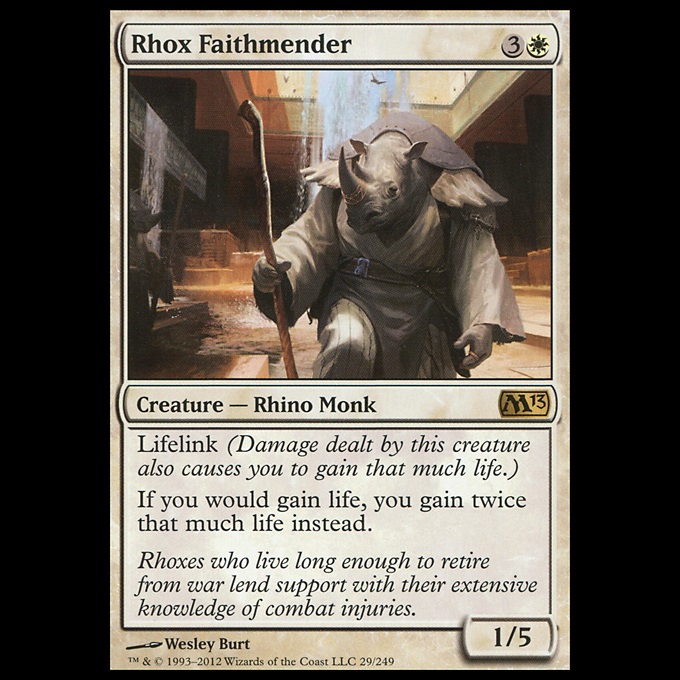 Rhox Faithmender 3
Creature — Rhino Monk M13
Lifelink (Damage dealt by this creature
also causes you to gain that much life.)
If you would gain life, you gain twice
that much life instead.
Rhoxes who live long enough to retire
from war lend support with their extensive
knowledge of combat injuries.
1/5
Wesley Burt
™ & © 1993–2012 Wizards of the Coast LLC 29/249